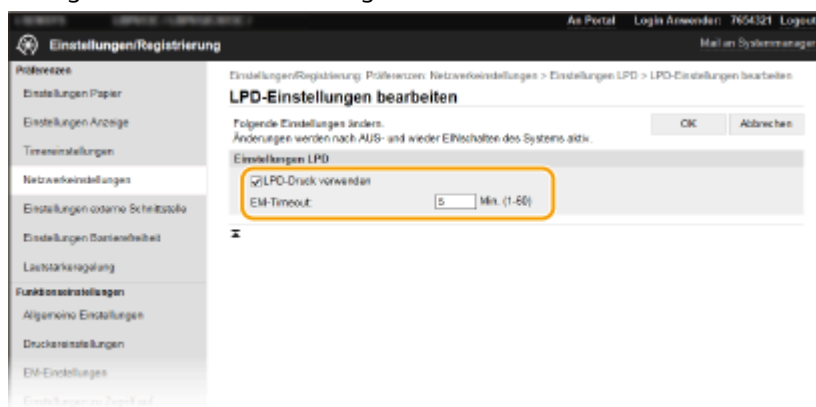 An Portal Login Anwender: 7654321 Logout
Einstellungen/Registrierung
Mail an Systemmanager
Präferenzen
Einstellungen Papier
Einstellungen Anzeige
Timereinstellungen
Netzwerkeinstellungen
Einstellungen externe Schnittstelle
Einstellungen Barrierefreiheit
Lautstärkeregelung
Funktionseinstellungen
Allgemeine Einstellungen
Druckereinstellungen
EM-Einstellungen
Einstellungen/Registrierung: Präferenzen: Netzwerkeinstellungen > Einstellungen LPD > LPD-Einstellungen bearbeiten
LPD-Einstellungen bearbeiten
Folgende Einstellungen ändern.
Änderungen werden nach AUS- und wieder EINschalten des Systems aktiv.
OK Abbrechen
Einstellungen LPD
LPD-Druck verwenden
EM-Timeout: 5 Min. (1-60)